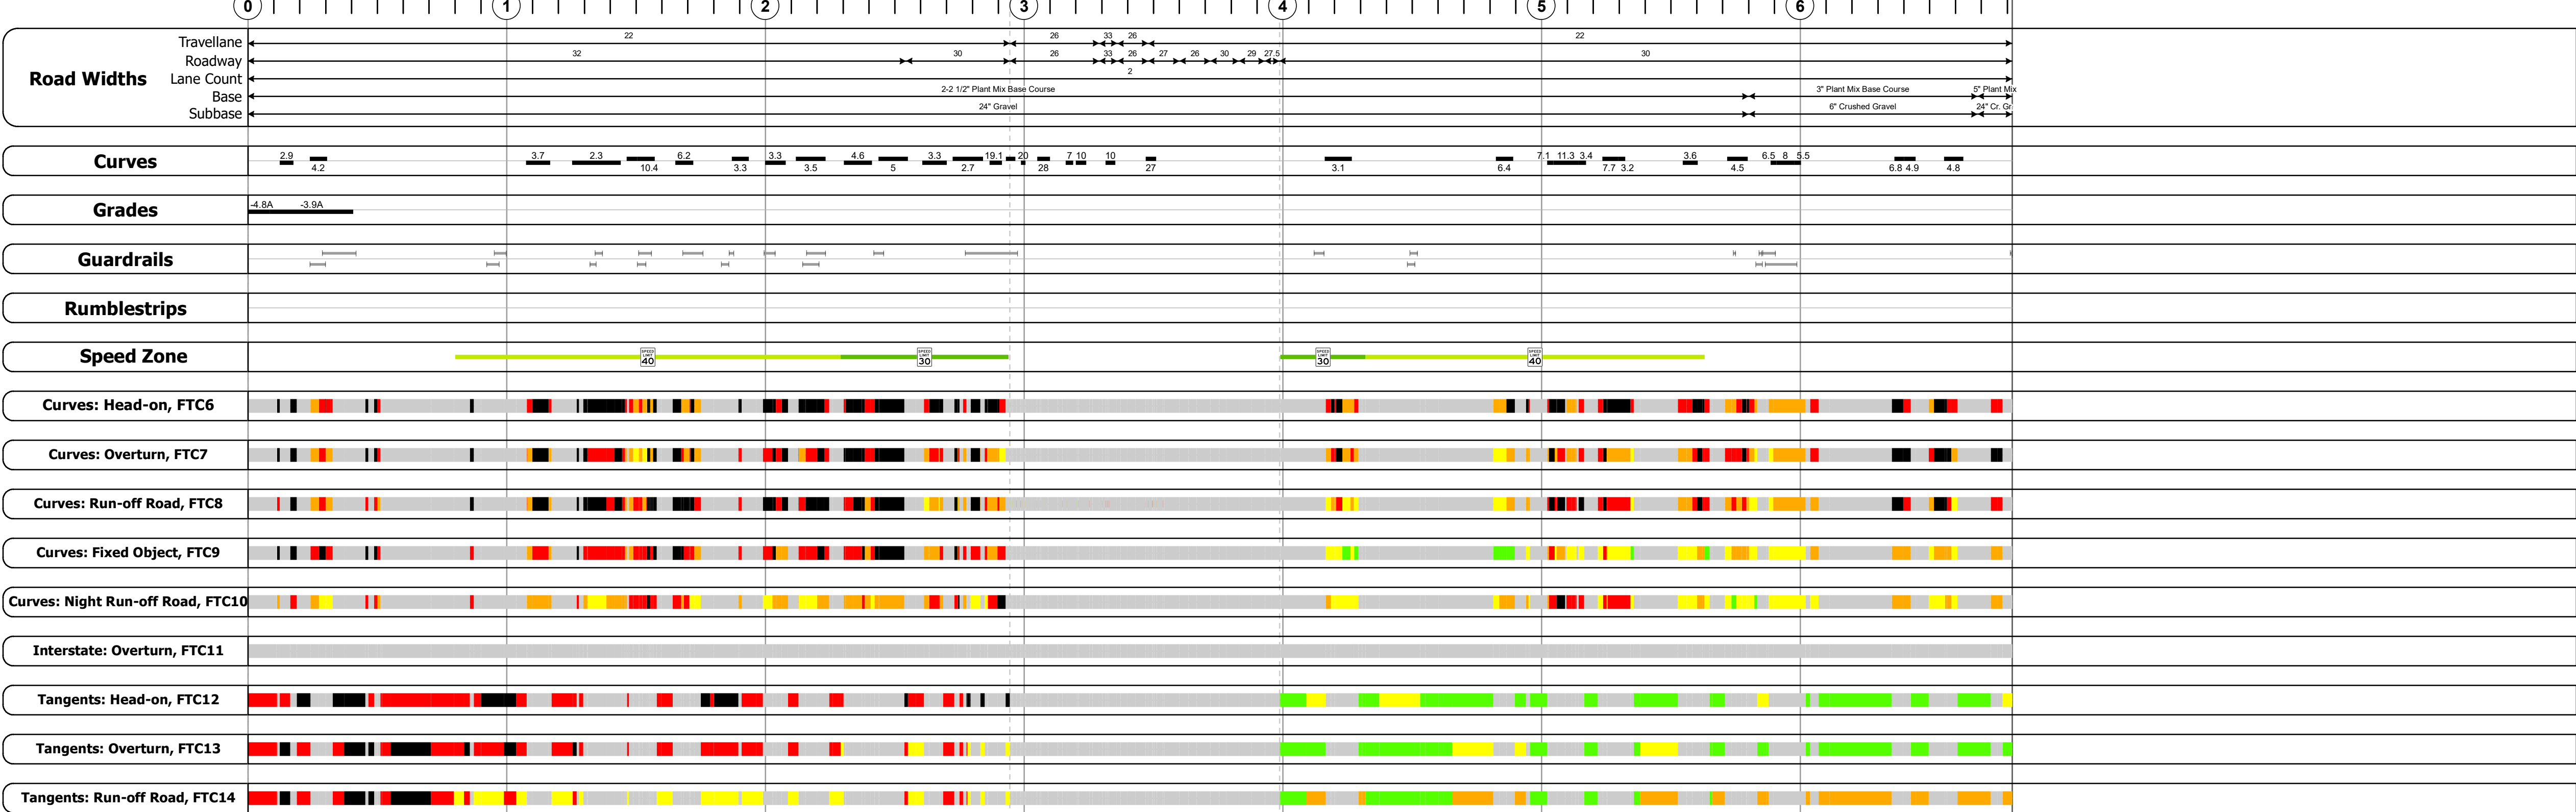 0 1 2 3 4 5 6
Road Widths
Travellane 22 26 33 26 22
Roadway 32 30 26 33 26 27 26 30 29 27.5 30
Lane Count 2
Base 2-2 1/2" Plant Mix Base Course 3" Plant Mix Base Course 5" Plant Mix
Subbase 24" Gravel 6" Crushed Gravel 24" Cr. Gr
Curves
2.9 3.7 2.3 6.2 3.3 4.6 3.3 19.1 20 7 10 10 7.1 11.3 3.4 3.6 6.5 8 5.5
4.2 10.4 3.3 3.5 5 2.7 28 27 3.1 6.4 7.7 3.2 4.5 6.8 4.9 4.8
Grades
-4.8A -3.9A
Guardrails
Rumblestrips
Speed Zone
SPEED LIMIT 40 SPEED LIMIT 30 SPEED LIMIT 30 SPEED LIMIT 40
Curves: Head-on, FTC6
Curves: Overturn, FTC7
Curves: Run-off Road, FTC8
Curves: Fixed Object, FTC9
Curves: Night Run-off Road, FTC10
Interstate: Overturn, FTC11
Tangents: Head-on, FTC12
Tangents: Overturn, FTC13
Tangents: Run-off Road, FTC14